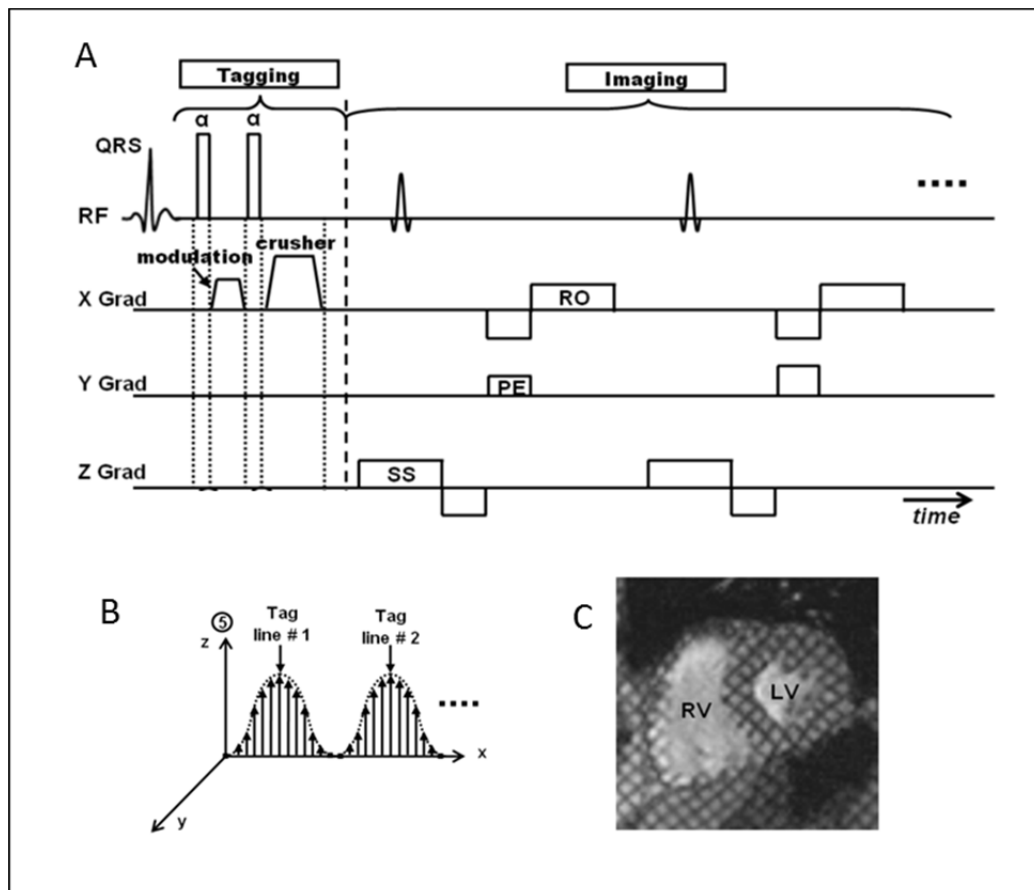 A
Tagging
Imaging
α α
QRS
RF
modulation
crusher
X Grad
RO
Y Grad
PE
Z Grad
SS
time
B
⑤
z
Tag
line # 1
Tag
line # 2
x
y
C
RV
LV